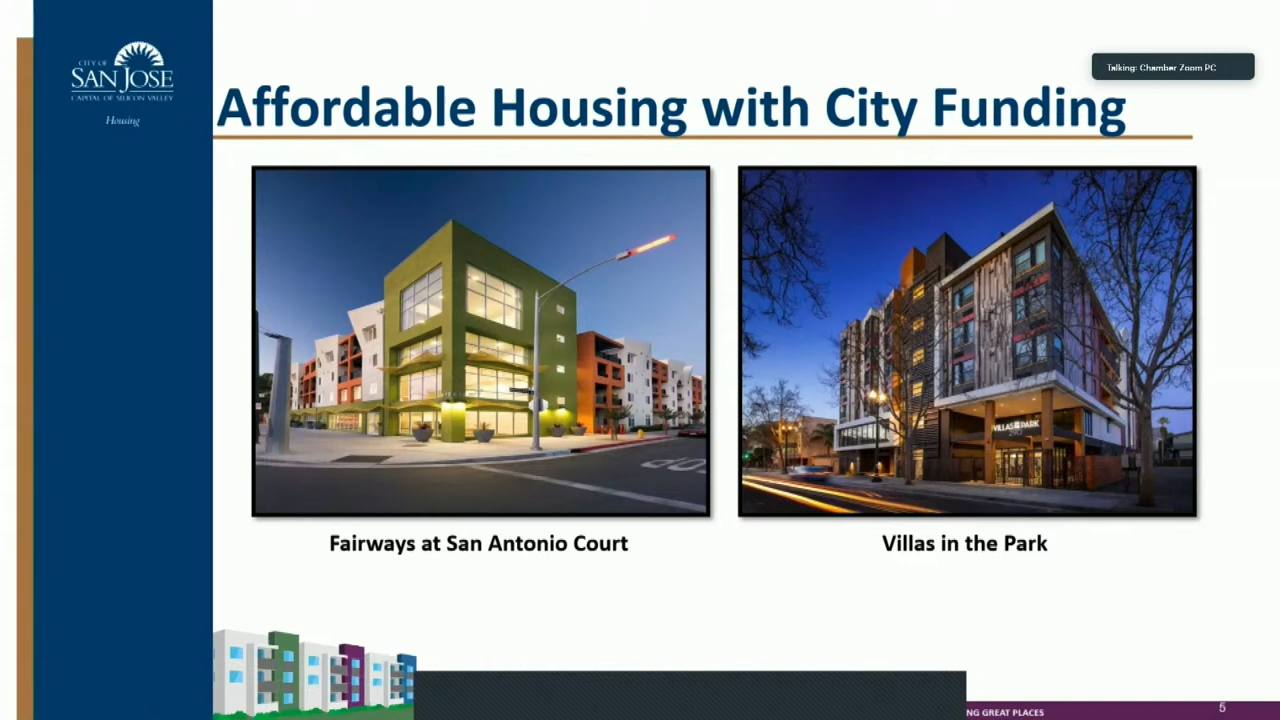 CITY OF
SAN JOSE
CAPITAL OF SILICON VALLEY
Housing
Talking: Chamber Zoom PC
Affordable Housing with City Funding
VILLAS PARK
Fairways at San Antonio Court
Villas in the Park
NG GREAT PLACES
5